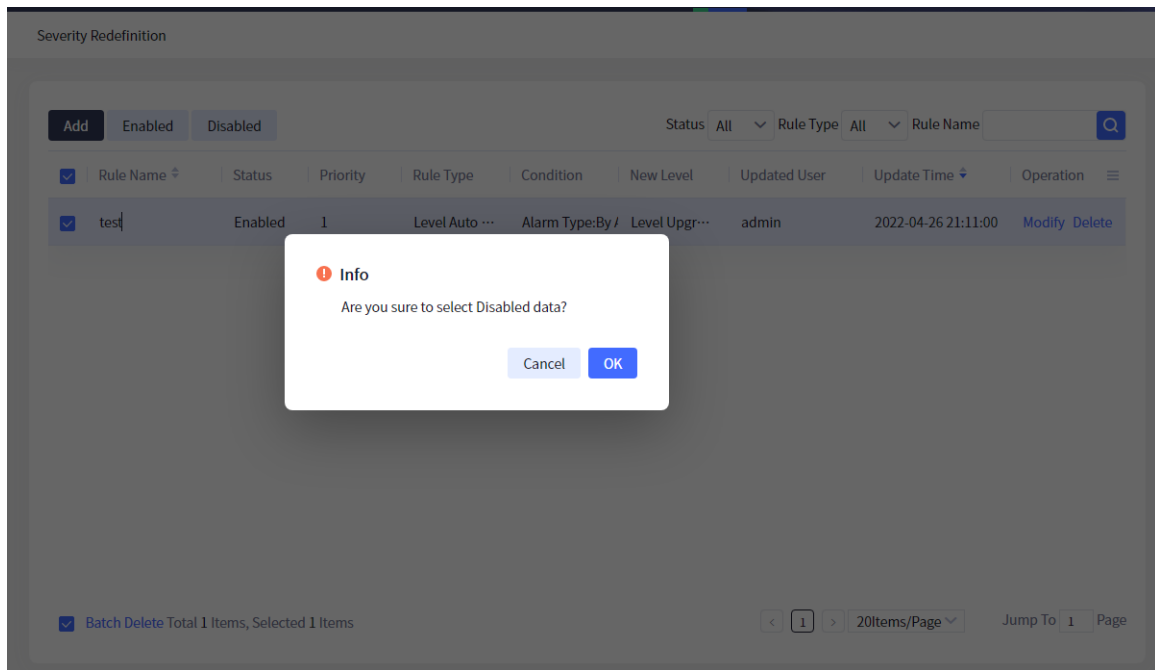 Severity Redefinition
Add Enabled Disabled Status All Rule Type All Rule Name
Rule Name Status Priority Rule Type Condition New Level Updated User Update Time Operation
test Enabled 1 Level Auto ··· Alarm Type:By A Level Upgr··· admin 2022-04-26 21:11:00 Modify Delete
Info
Are you sure to select Disabled data?
Cancel OK
Batch Delete Total 1 Items, Selected 1 Items < 1 > 20Items/Page Jump To 1 Page